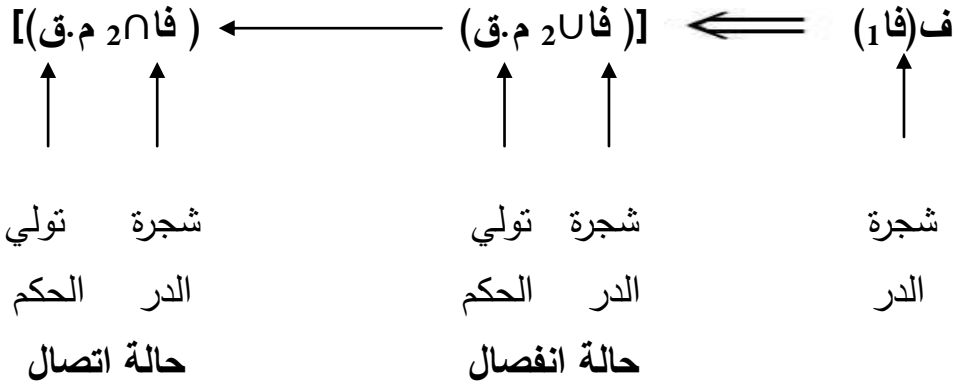 ف(فا1) ⇐ [( فا2∪ م.ق) ← ( فا2∩ م.ق)]
شجرة شجرة تولي شجرة تولي
الدر الدر الحكم الدر الحكم
حالة انفصال حالة اتصال